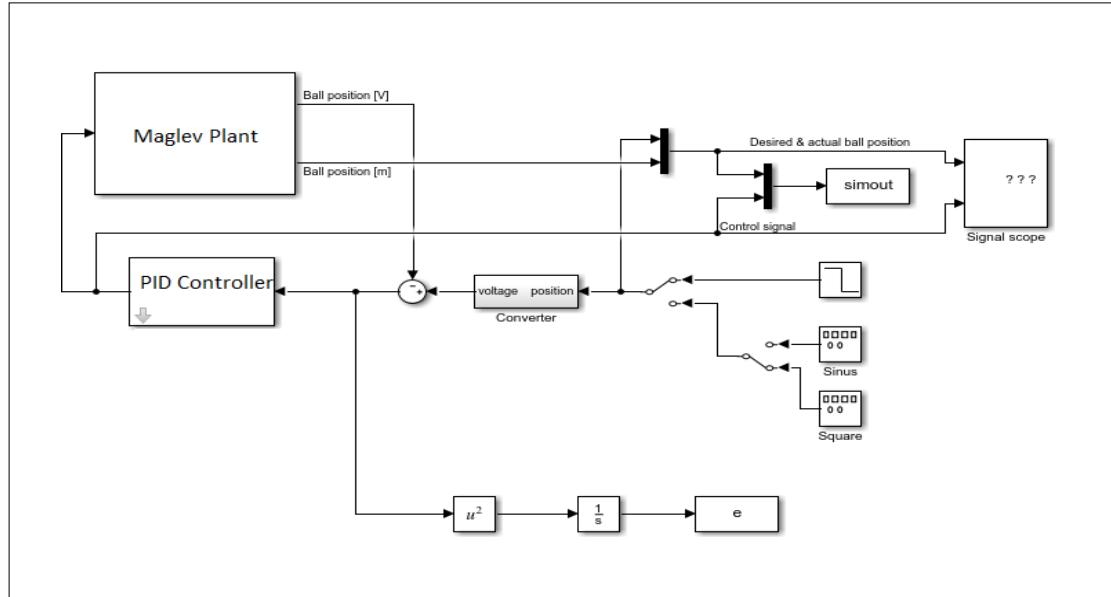 Ball position [V]
Maglev Plant
Ball position [m]
Desired & actual ball position
simout
? ? ?
Control signal
Signal scope
PID Controller
- +
voltage position
Converter
Sinus
Square
u²
1
s
e